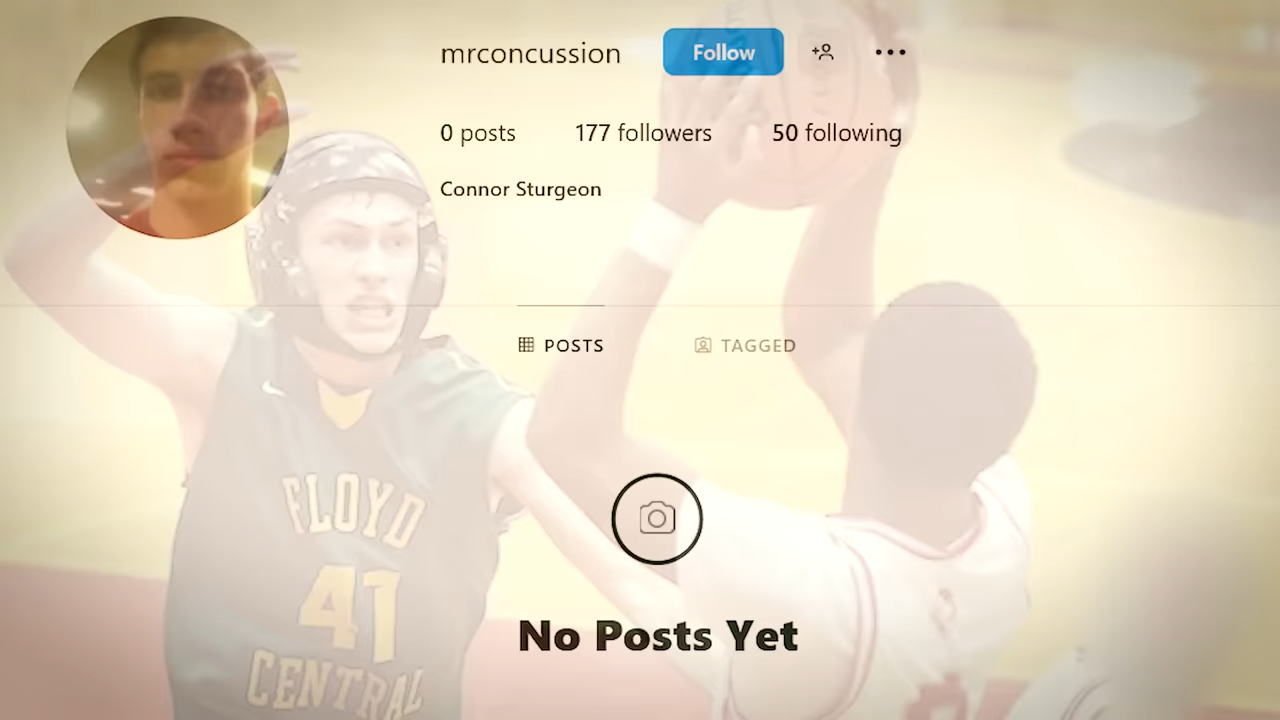 mrconcussion Follow
0 posts 177 followers 50 following
Connor Sturgeon
POSTS TAGGED
FLOYD
41
CENTRAL
No Posts Yet